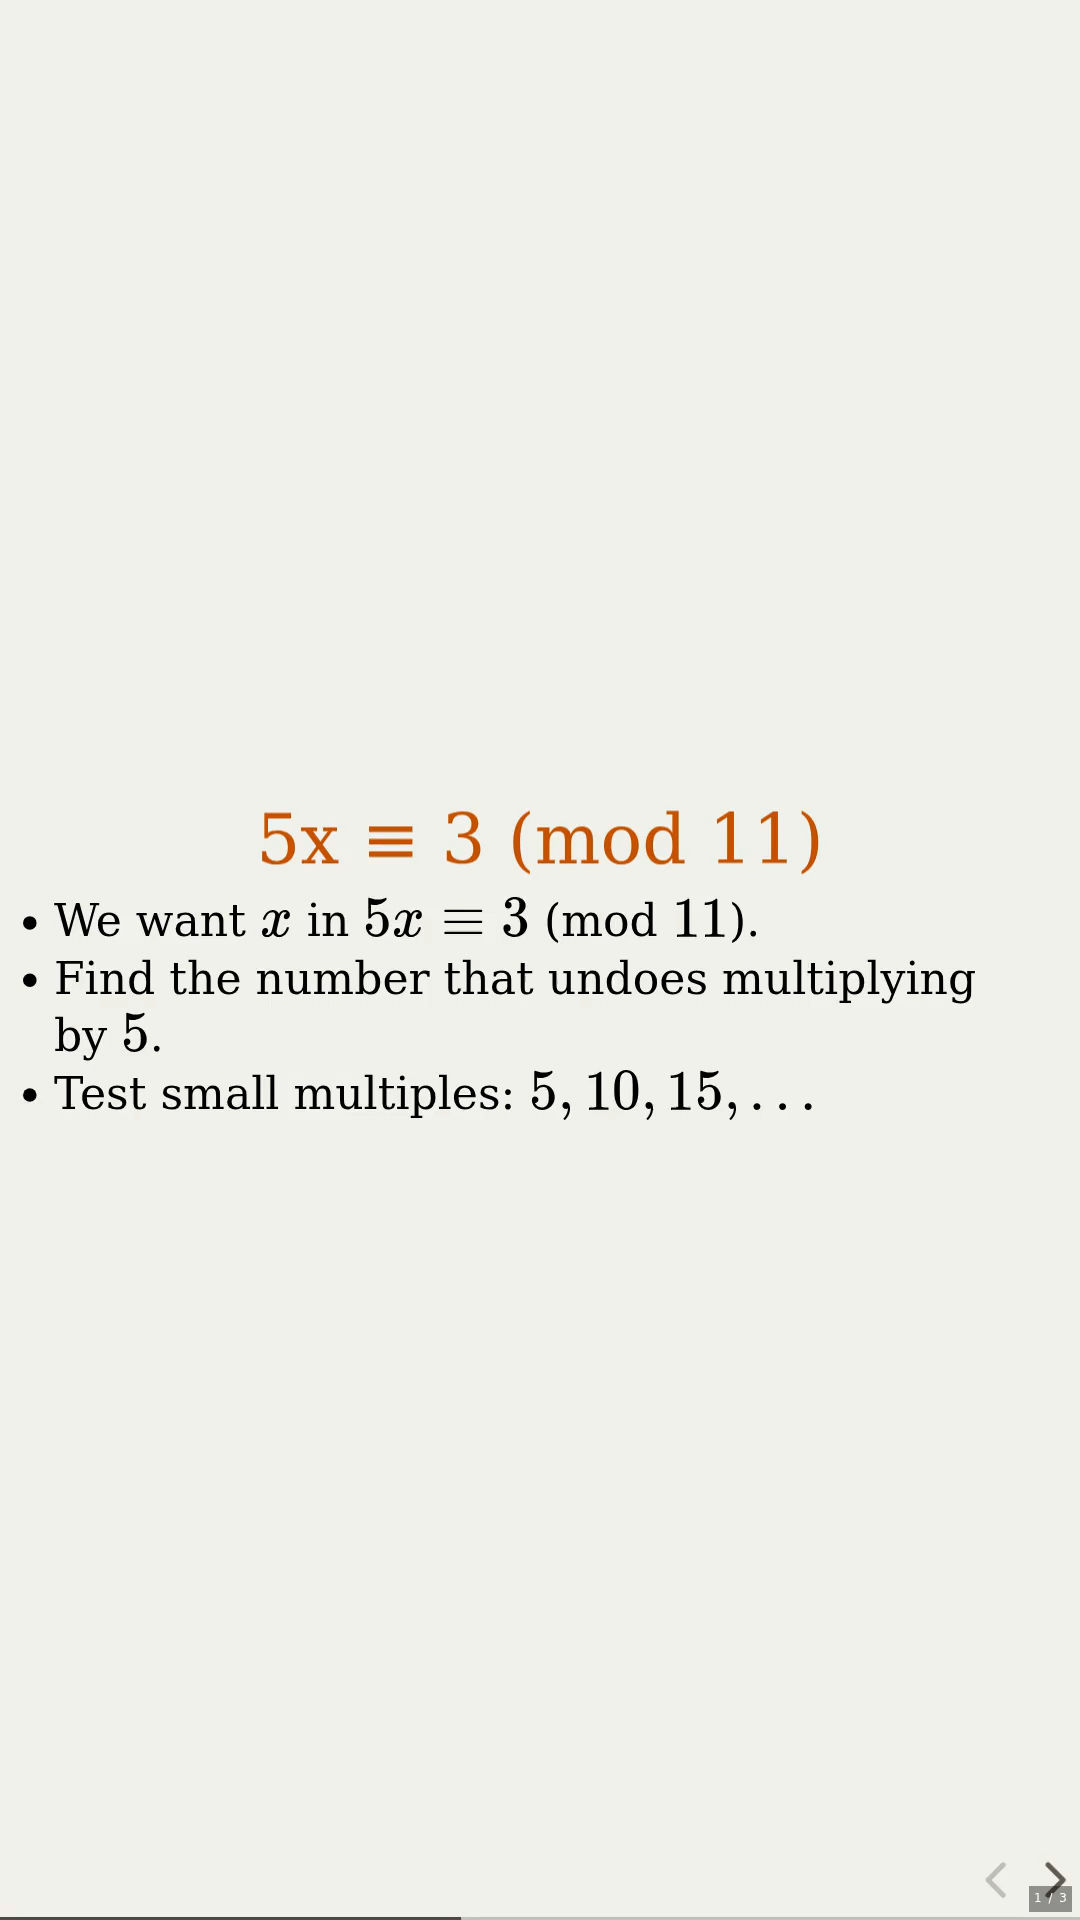 5x ≡ 3 (mod 11)
• We want x in 5x ≡ 3 (mod 11).
• Find the number that undoes multiplying
by 5.
• Test small multiples: 5, 10, 15, . . .
1 / 3